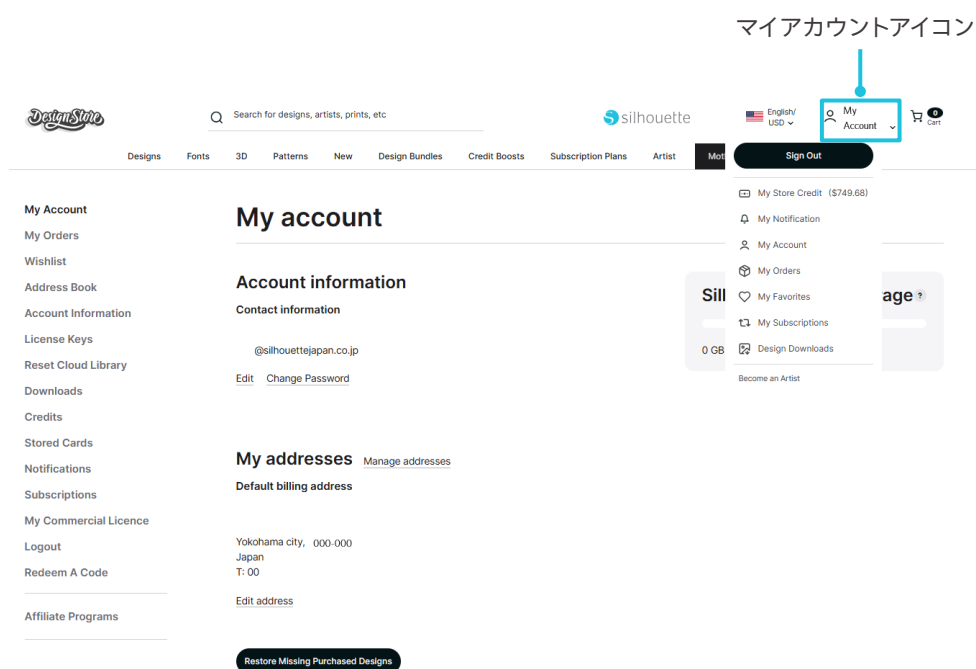 マイアカウントアイコン
Design Store
Search for designs, artists, prints, etc
silhouette
English/
USD
My
Account
0
Cart
Designs Fonts 3D Patterns New Design Bundles Credit Boosts Subscription Plans Artist Mot
Sign Out
My Store Credit ($749.68)
My Notification
My Account
My Orders
My Favorites
My Subscriptions
Design Downloads
Become an Artist
My Account
My Orders
Wishlist
Address Book
Account Information
License Keys
Reset Cloud Library
Downloads
Credits
Stored Cards
Notifications
Subscriptions
My Commercial Licence
Logout
Redeem A Code
Affiliate Programs
My account
Account information
Contact information
@silhouettejapan.co.jp
Edit Change Password
Sil age ?
0 GB
My addresses Manage addresses
Default billing address
Yokohama city, 000-000
Japan
T: 00
Edit address
Restore Missing Purchased Designs